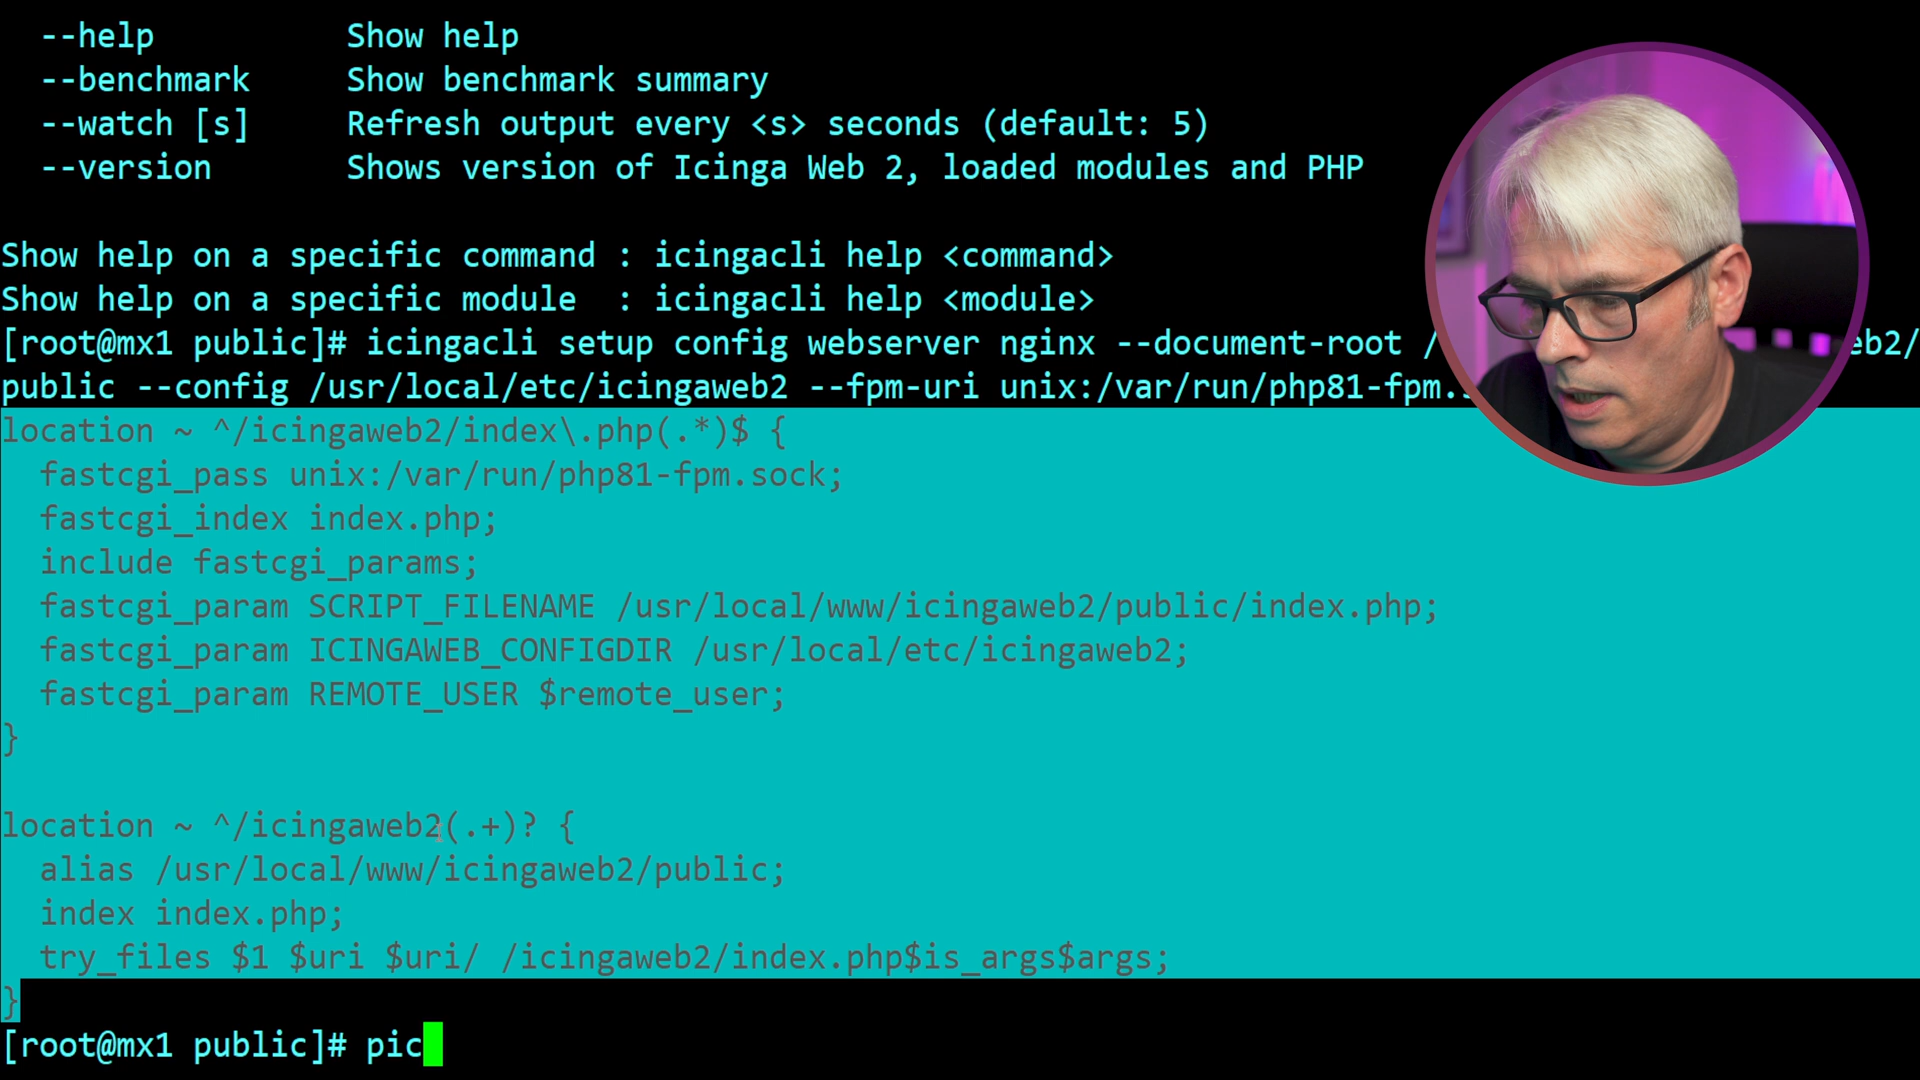 --help          Show help
--benchmark     Show benchmark summary
--watch [s]     Refresh output every <s> seconds (default: 5)
--version       Shows version of Icinga Web 2, loaded modules and PHP
Show help on a specific command : icingacli help <command>
Show help on a specific module  : icingacli help <module>
[root@mx1 public]# icingacli setup config webserver nginx --document-root / eb2/
public --config /usr/local/etc/icingaweb2 --fpm-uri unix:/var/run/php81-fpm.
location ~ ^/icingaweb2/index\.php(.*)$ {
  fastcgi_pass unix:/var/run/php81-fpm.sock;
  fastcgi_index index.php;
  include fastcgi_params;
  fastcgi_param SCRIPT_FILENAME /usr/local/www/icingaweb2/public/index.php;
  fastcgi_param ICINGAWEB_CONFIGDIR /usr/local/etc/icingaweb2;
  fastcgi_param REMOTE_USER $remote_user;
}
location ~ ^/icingaweb2(.+)? {
  alias /usr/local/www/icingaweb2/public;
  index index.php;
  try_files $1 $uri $uri/ /icingaweb2/index.php$is_args$args;
}
[root@mx1 public]# pic